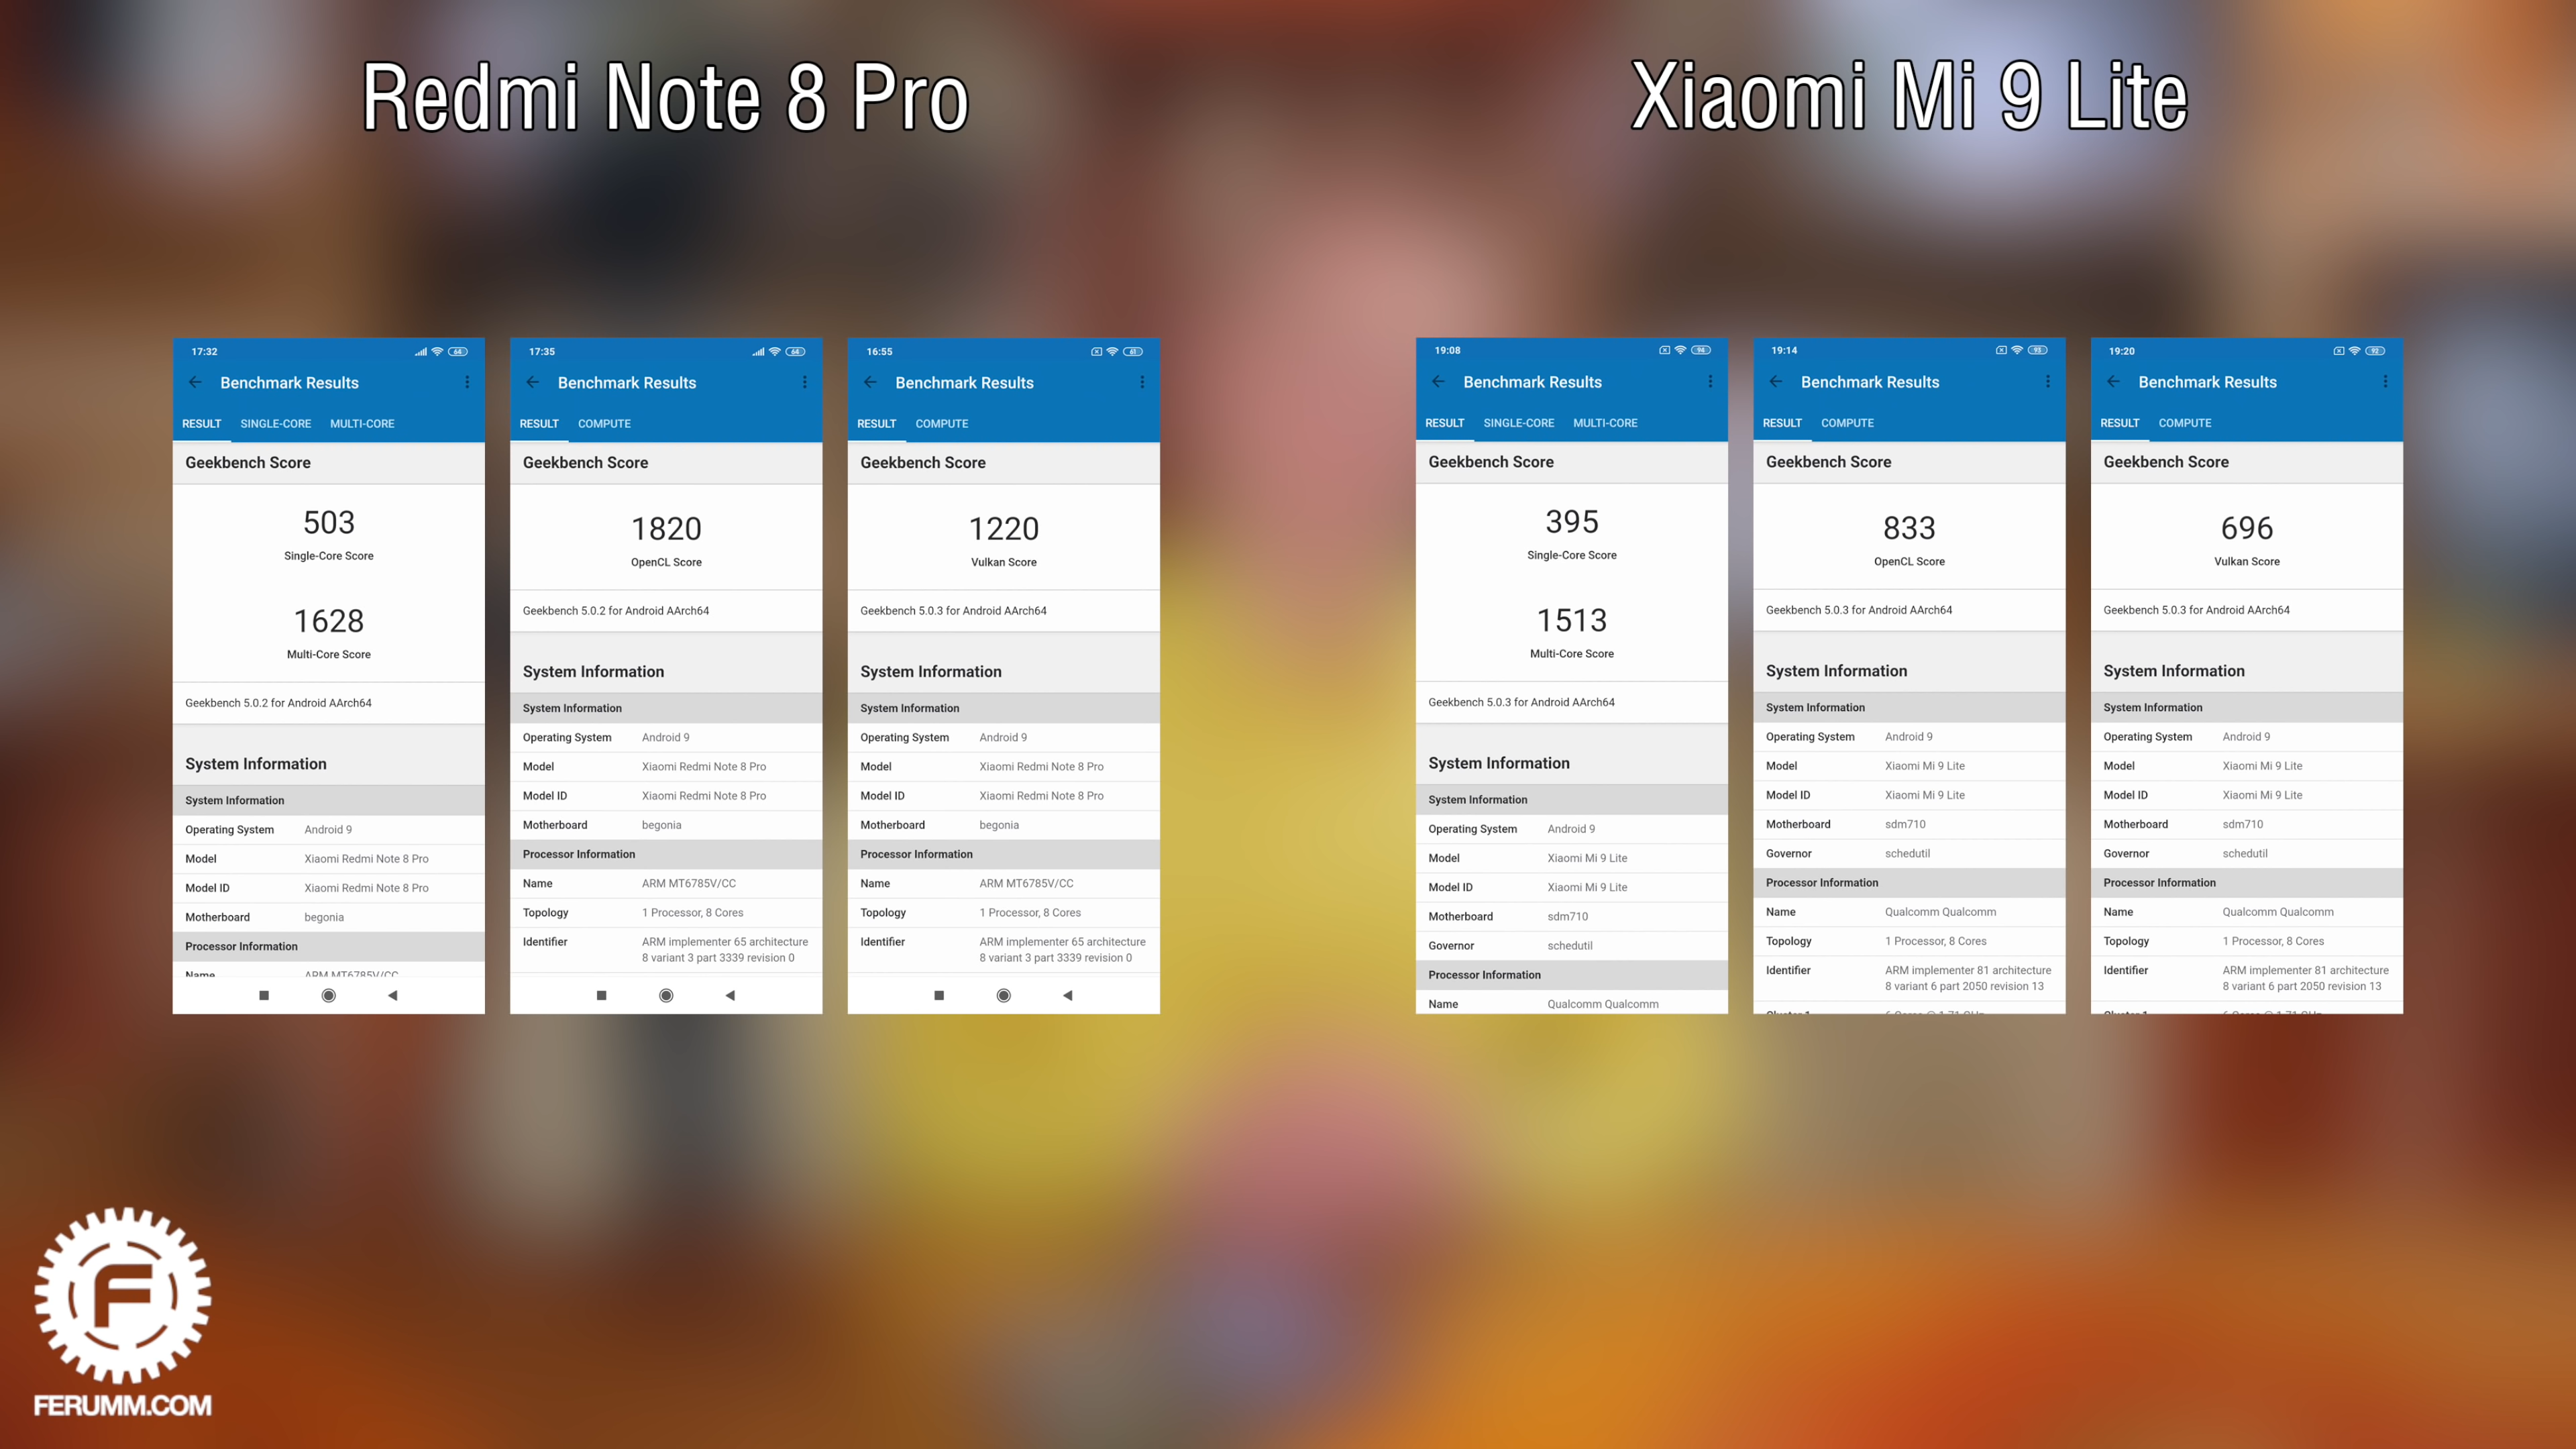 Redmi Note 8 Pro
Xiaomi Mi 9 Lite
17:32
64
Benchmark Results
RESULT SINGLE-CORE MULTI-CORE
Geekbench Score
503
Single-Core Score
1628
Multi-Core Score
Geekbench 5.0.2 for Android AArch64
System Information
System Information
Operating System Android 9
Model Xiaomi Redmi Note 8 Pro
Model ID Xiaomi Redmi Note 8 Pro
Motherboard begonia
Processor Information
Name ARM MT6785V/CC
17:35
64
Benchmark Results
RESULT COMPUTE
Geekbench Score
1820
OpenCL Score
Geekbench 5.0.2 for Android AArch64
System Information
System Information
Operating System Android 9
Model Xiaomi Redmi Note 8 Pro
Model ID Xiaomi Redmi Note 8 Pro
Motherboard begonia
Processor Information
Name ARM MT6785V/CC
Topology 1 Processor, 8 Cores
Identifier ARM implementer 65 architecture
8 variant 3 part 3339 revision 0
16:55
61
Benchmark Results
RESULT COMPUTE
Geekbench Score
1220
Vulkan Score
Geekbench 5.0.3 for Android AArch64
System Information
System Information
Operating System Android 9
Model Xiaomi Redmi Note 8 Pro
Model ID Xiaomi Redmi Note 8 Pro
Motherboard begonia
Processor Information
Name ARM MT6785V/CC
Topology 1 Processor, 8 Cores
Identifier ARM implementer 65 architecture
8 variant 3 part 3339 revision 0
19:08
94
Benchmark Results
RESULT SINGLE-CORE MULTI-CORE
Geekbench Score
395
Single-Core Score
1513
Multi-Core Score
Geekbench 5.0.3 for Android AArch64
System Information
System Information
Operating System Android 9
Model Xiaomi Mi 9 Lite
Model ID Xiaomi Mi 9 Lite
Motherboard sdm710
Governor schedutil
Processor Information
Name Qualcomm Qualcomm
19:14
93
Benchmark Results
RESULT COMPUTE
Geekbench Score
833
OpenCL Score
Geekbench 5.0.3 for Android AArch64
System Information
System Information
Operating System Android 9
Model Xiaomi Mi 9 Lite
Model ID Xiaomi Mi 9 Lite
Motherboard sdm710
Governor schedutil
Processor Information
Name Qualcomm Qualcomm
Topology 1 Processor, 8 Cores
Identifier ARM implementer 81 architecture
8 variant 6 part 2050 revision 13
19:20
92
Benchmark Results
RESULT COMPUTE
Geekbench Score
696
Vulkan Score
Geekbench 5.0.3 for Android AArch64
System Information
System Information
Operating System Android 9
Model Xiaomi Mi 9 Lite
Model ID Xiaomi Mi 9 Lite
Motherboard sdm710
Governor schedutil
Processor Information
Name Qualcomm Qualcomm
Topology 1 Processor, 8 Cores
Identifier ARM implementer 81 architecture
8 variant 6 part 2050 revision 13
F
FERUMM.COM